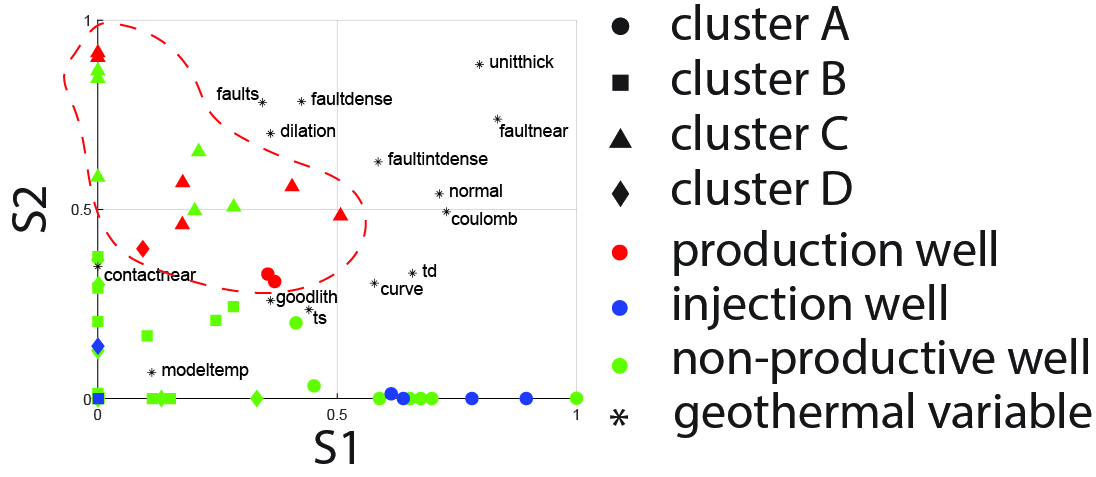 1
cluster A
unitthick
cluster B
faults
faultdense
faultnear
dilation
cluster C
faultintdense
normal
cluster D
S2
0.5
coulomb
production well
contactnear
td
curve
goodlith
ts
injection well
modeltemp
non-productive well
0
0
0.5
1
geothermal variable
S1